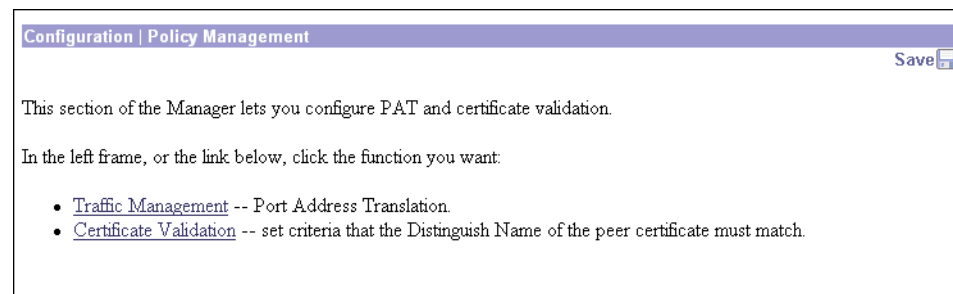 Configuration | Policy Management
Save
This section of the Manager lets you configure PAT and certificate validation.
In the left frame, or the link below, click the function you want:
• Traffic Management -- Port Address Translation.
• Certificate Validation -- set criteria that the Distinguish Name of the peer certificate must match.